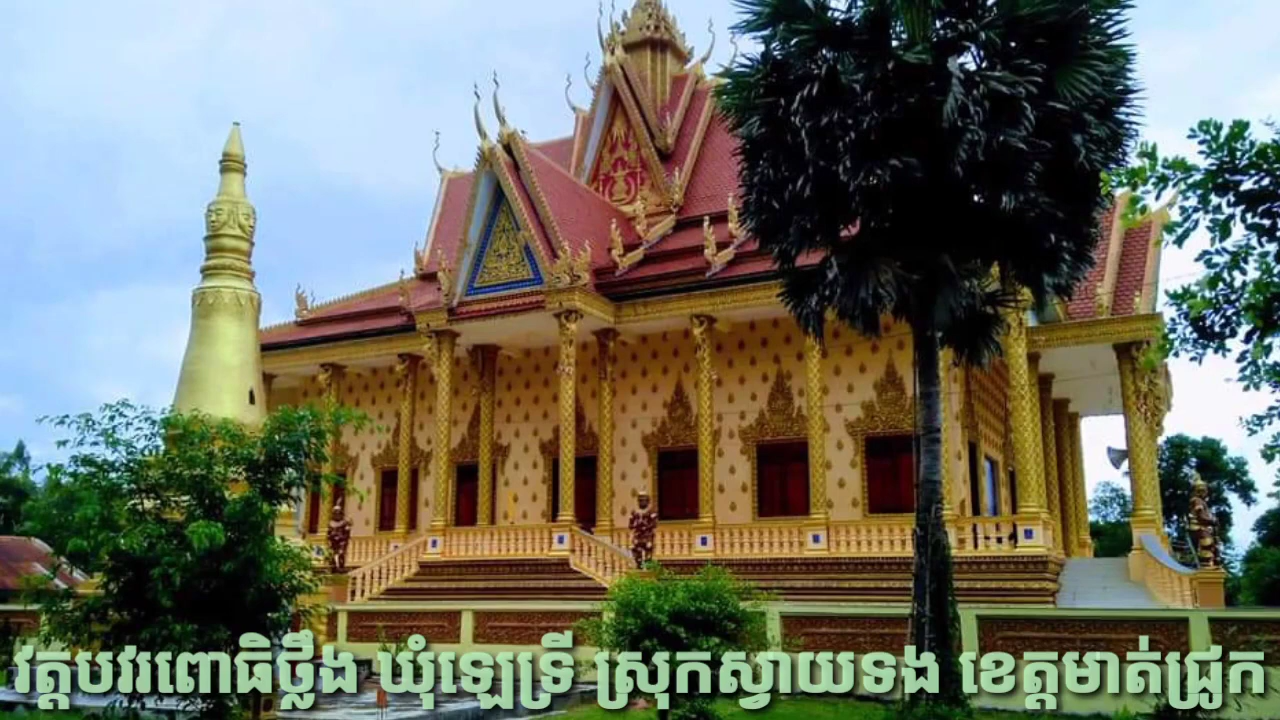 វត្តបវរពោធិថ្លឹង ឃុំឡេទ្រី ស្រុកស្វាយទង ខេត្តមាត់ជ្រូក